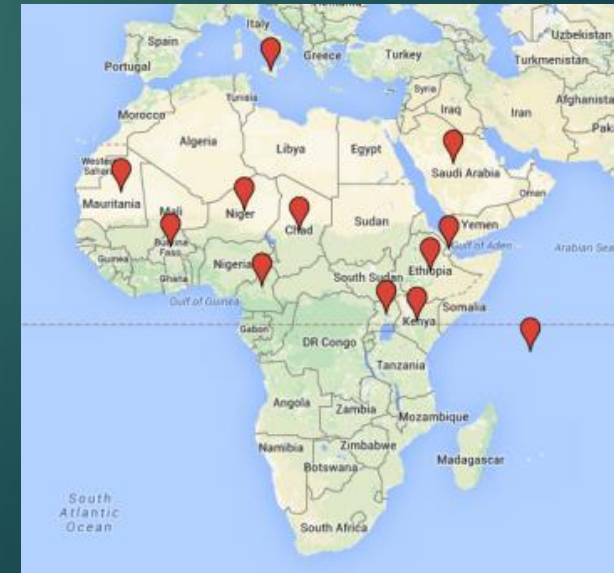 Italy
Uzbekistan
Spain
Greece
Turkey
Turkmenistan
Portugal
Syria
Tunisia
Afghanista
Morocco
Iraq
Iran
Pak
Algeria
Libya
Egypt
Western
Sahara
Saudi Arabia
Oman
Mauritania
Mali
Niger
Chad
Sudan
Yemen
Burkina
Faso
Gulf of Aden
Arabian Sea
Guinea
Nigeria
Ethiopia
Ghana
South Sudan
Gulf of Guinea
Somalia
Gabon
Kenya
DR Congo
Tanzania
Angola
Zambia
Mozambique
Namibia
Zimbabwe
Madagascar
Botswana
South
Atlantic
Ocean
South Africa